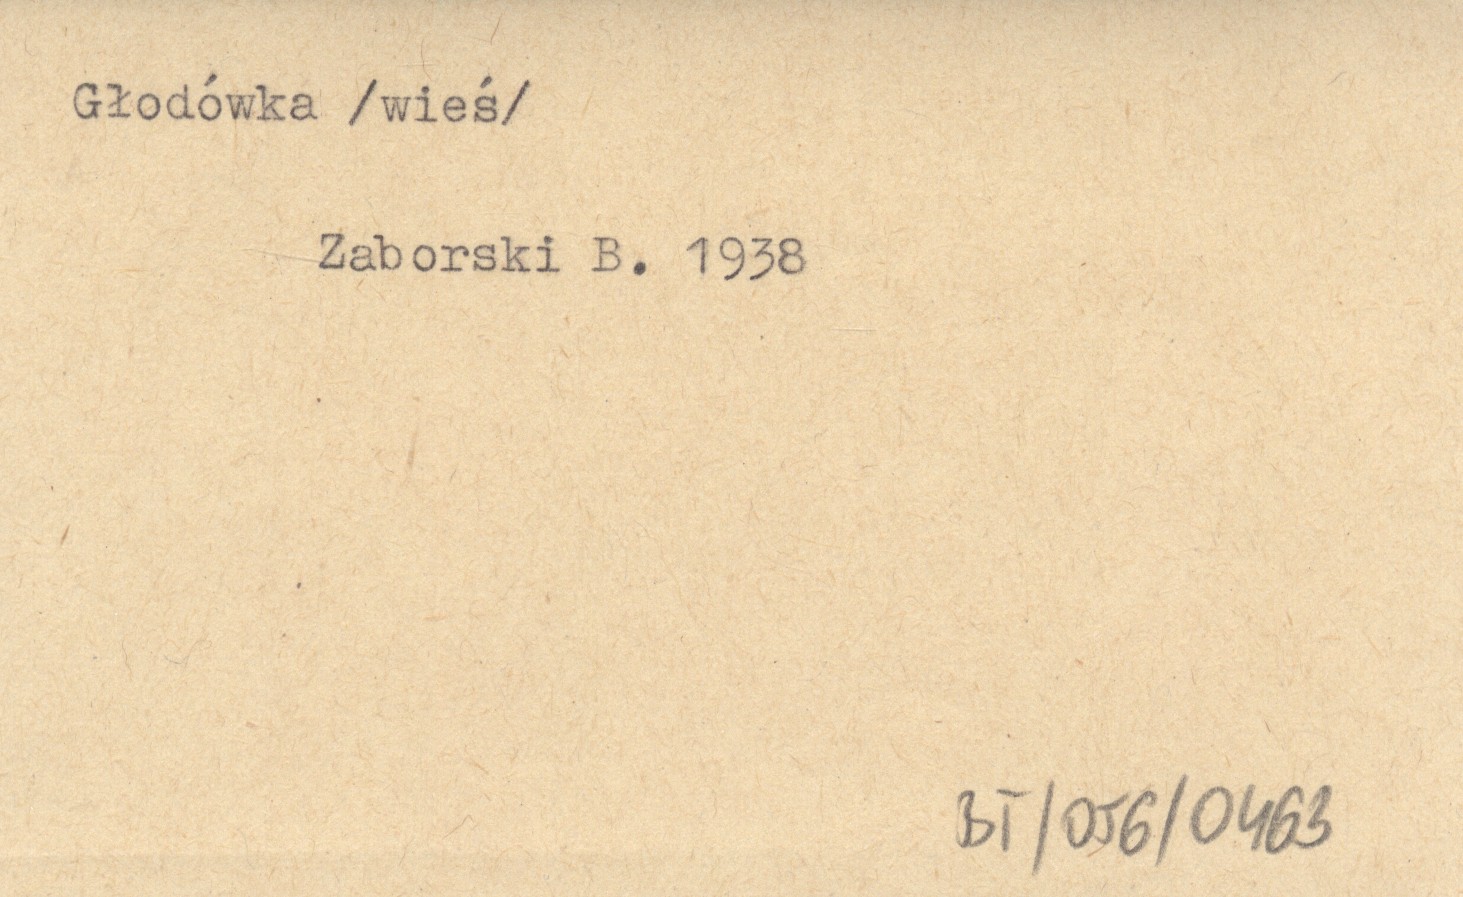 Głodówka /wieś/
Zaborski B. 1938
BT/056/0463